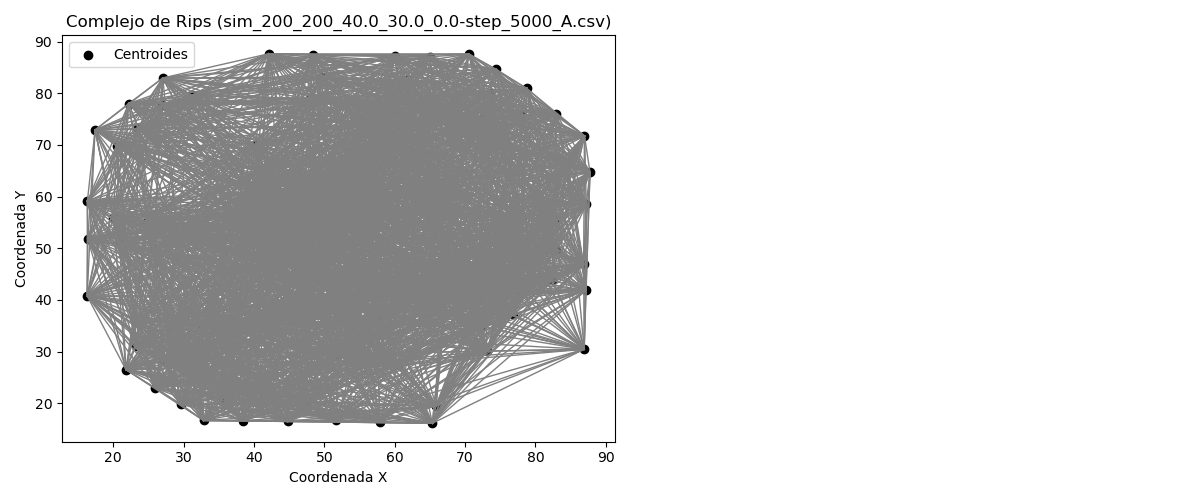 Complejo de Rips (sim_200_200_40.0_30.0_0.0-step_5000_A.csv)
Centroides
Coordenada Y
90
80
70
60
50
40
30
20
20 30 40 50 60 70 80 90
Coordenada X